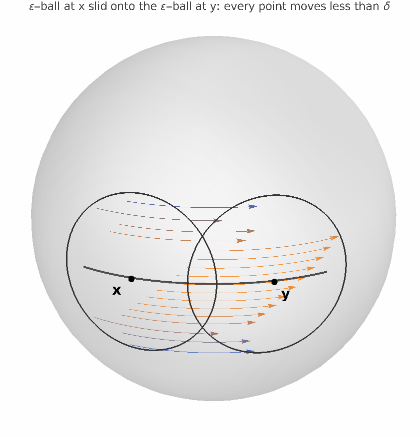 ε–ball at x slid onto the ε–ball at y: every point moves less than δ
x
y